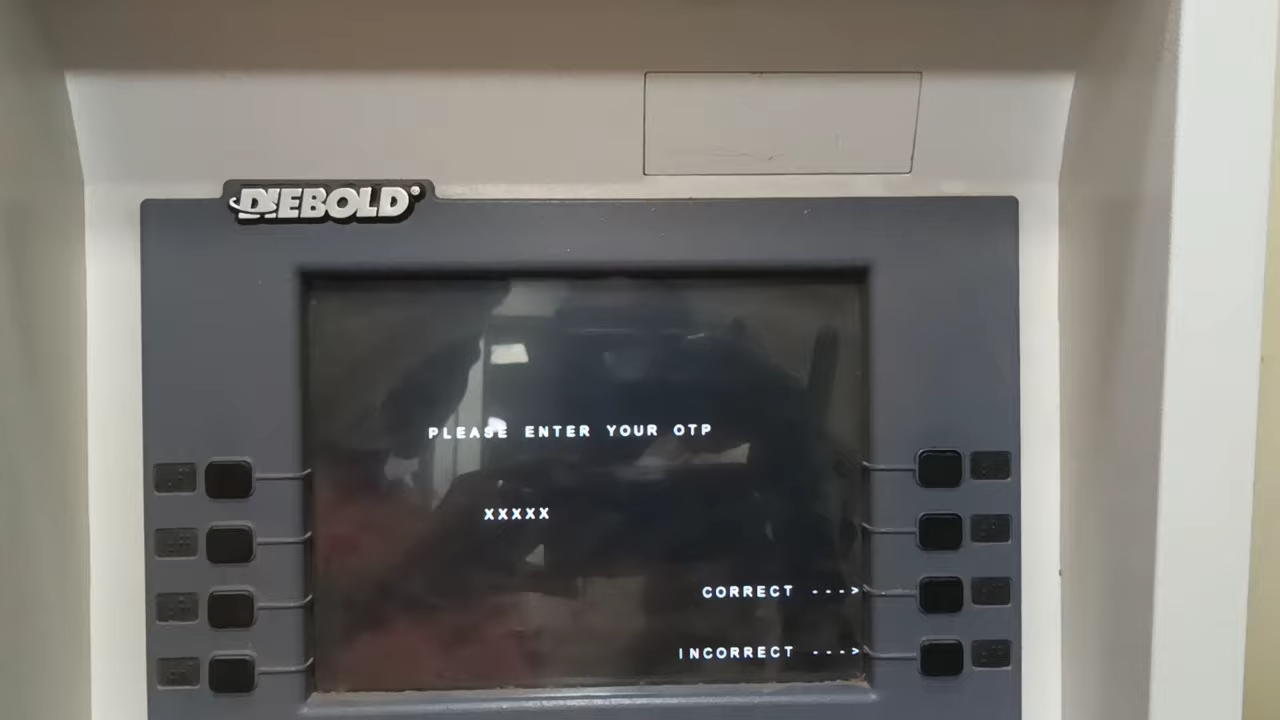 DIEBOLD®
PLEASE ENTER YOUR OTP
XXXXX
CORRECT --->
INCORRECT --->